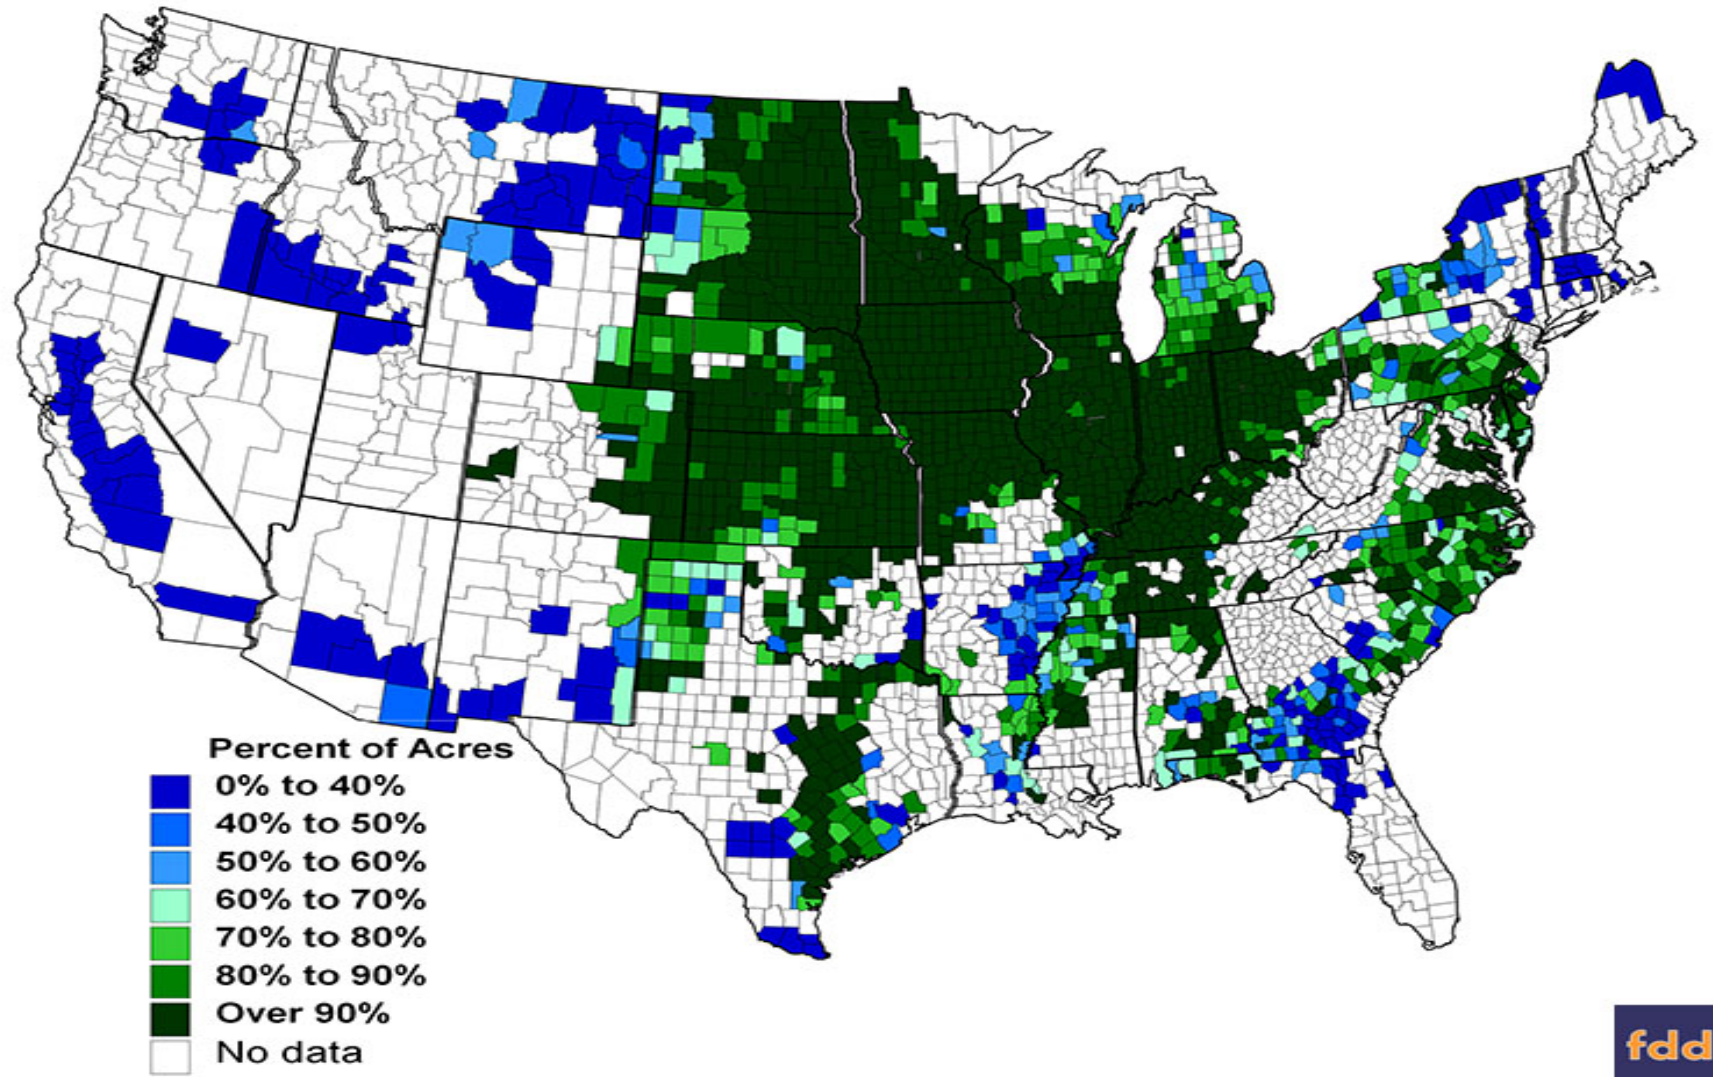 Percent of Acres
0% to 40%
40% to 50%
50% to 60%
60% to 70%
70% to 80%
80% to 90%
Over 90%
No data
fdd